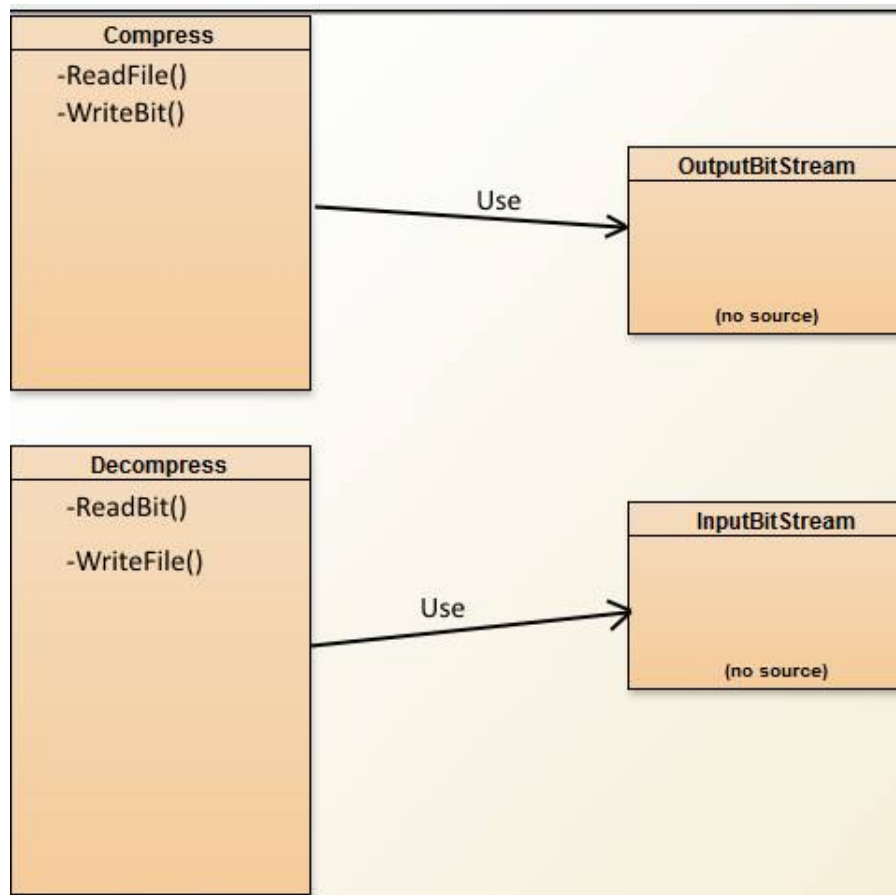 Compress
-ReadFile()
-WriteBit()
Use
OutputBitStream
(no source)
Decompress
-ReadBit()
-WriteFile()
Use
InputBitStream
(no source)